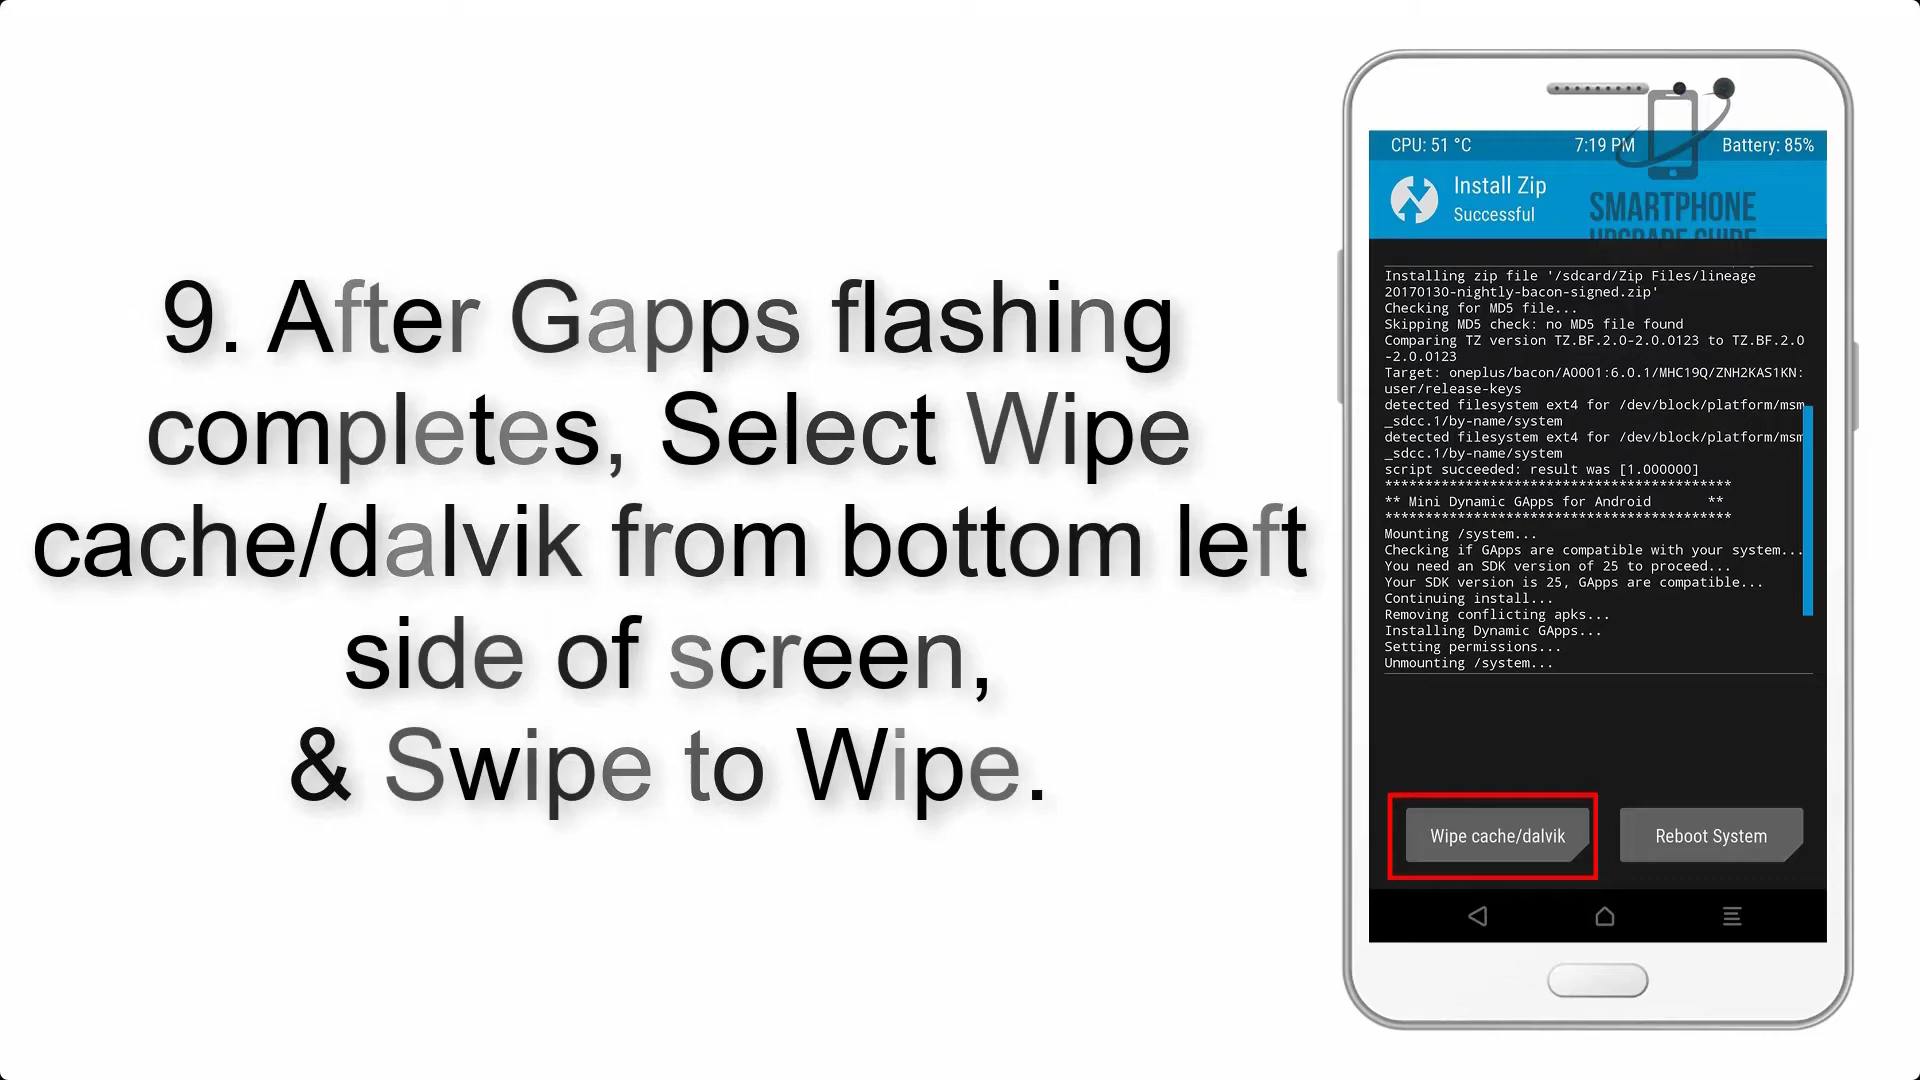 9. After Gapps flashing
completes, Select Wipe
cache/dalvik from bottom left
side of screen,
& Swipe to Wipe.
CPU: 51 °C 7:19 PM Battery: 85%
Install Zip
Successful
SMARTPHONE
UPGRADE GUIDE
Installing zip file '/sdcard/Zip Files/lineage
20170130-nightly-bacon-signed.zip'
Checking for MD5 file...
Skipping MD5 check: no MD5 file found
Comparing TZ version TZ.BF.2.0-2.0.0123 to TZ.BF.2.0
-2.0.0123
Target: oneplus/bacon/A0001:6.0.1/MHC19Q/ZNH2KAS1KN:
user/release-keys
detected filesystem ext4 for /dev/block/platform/msm
_sdcc.1/by-name/system
detected filesystem ext4 for /dev/block/platform/msm
_sdcc.1/by-name/system
script succeeded: result was [1.000000]
*******************************************
** Mini Dynamic GApps for Android **
*******************************************
Mounting /system...
Checking if GApps are compatible with your system...
You need an SDK version of 25 to proceed...
Your SDK version is 25, GApps are compatible...
Continuing install...
Removing conflicting apks...
Installing Dynamic GApps...
Setting permissions...
Unmounting /system...
Wipe cache/dalvik Reboot System